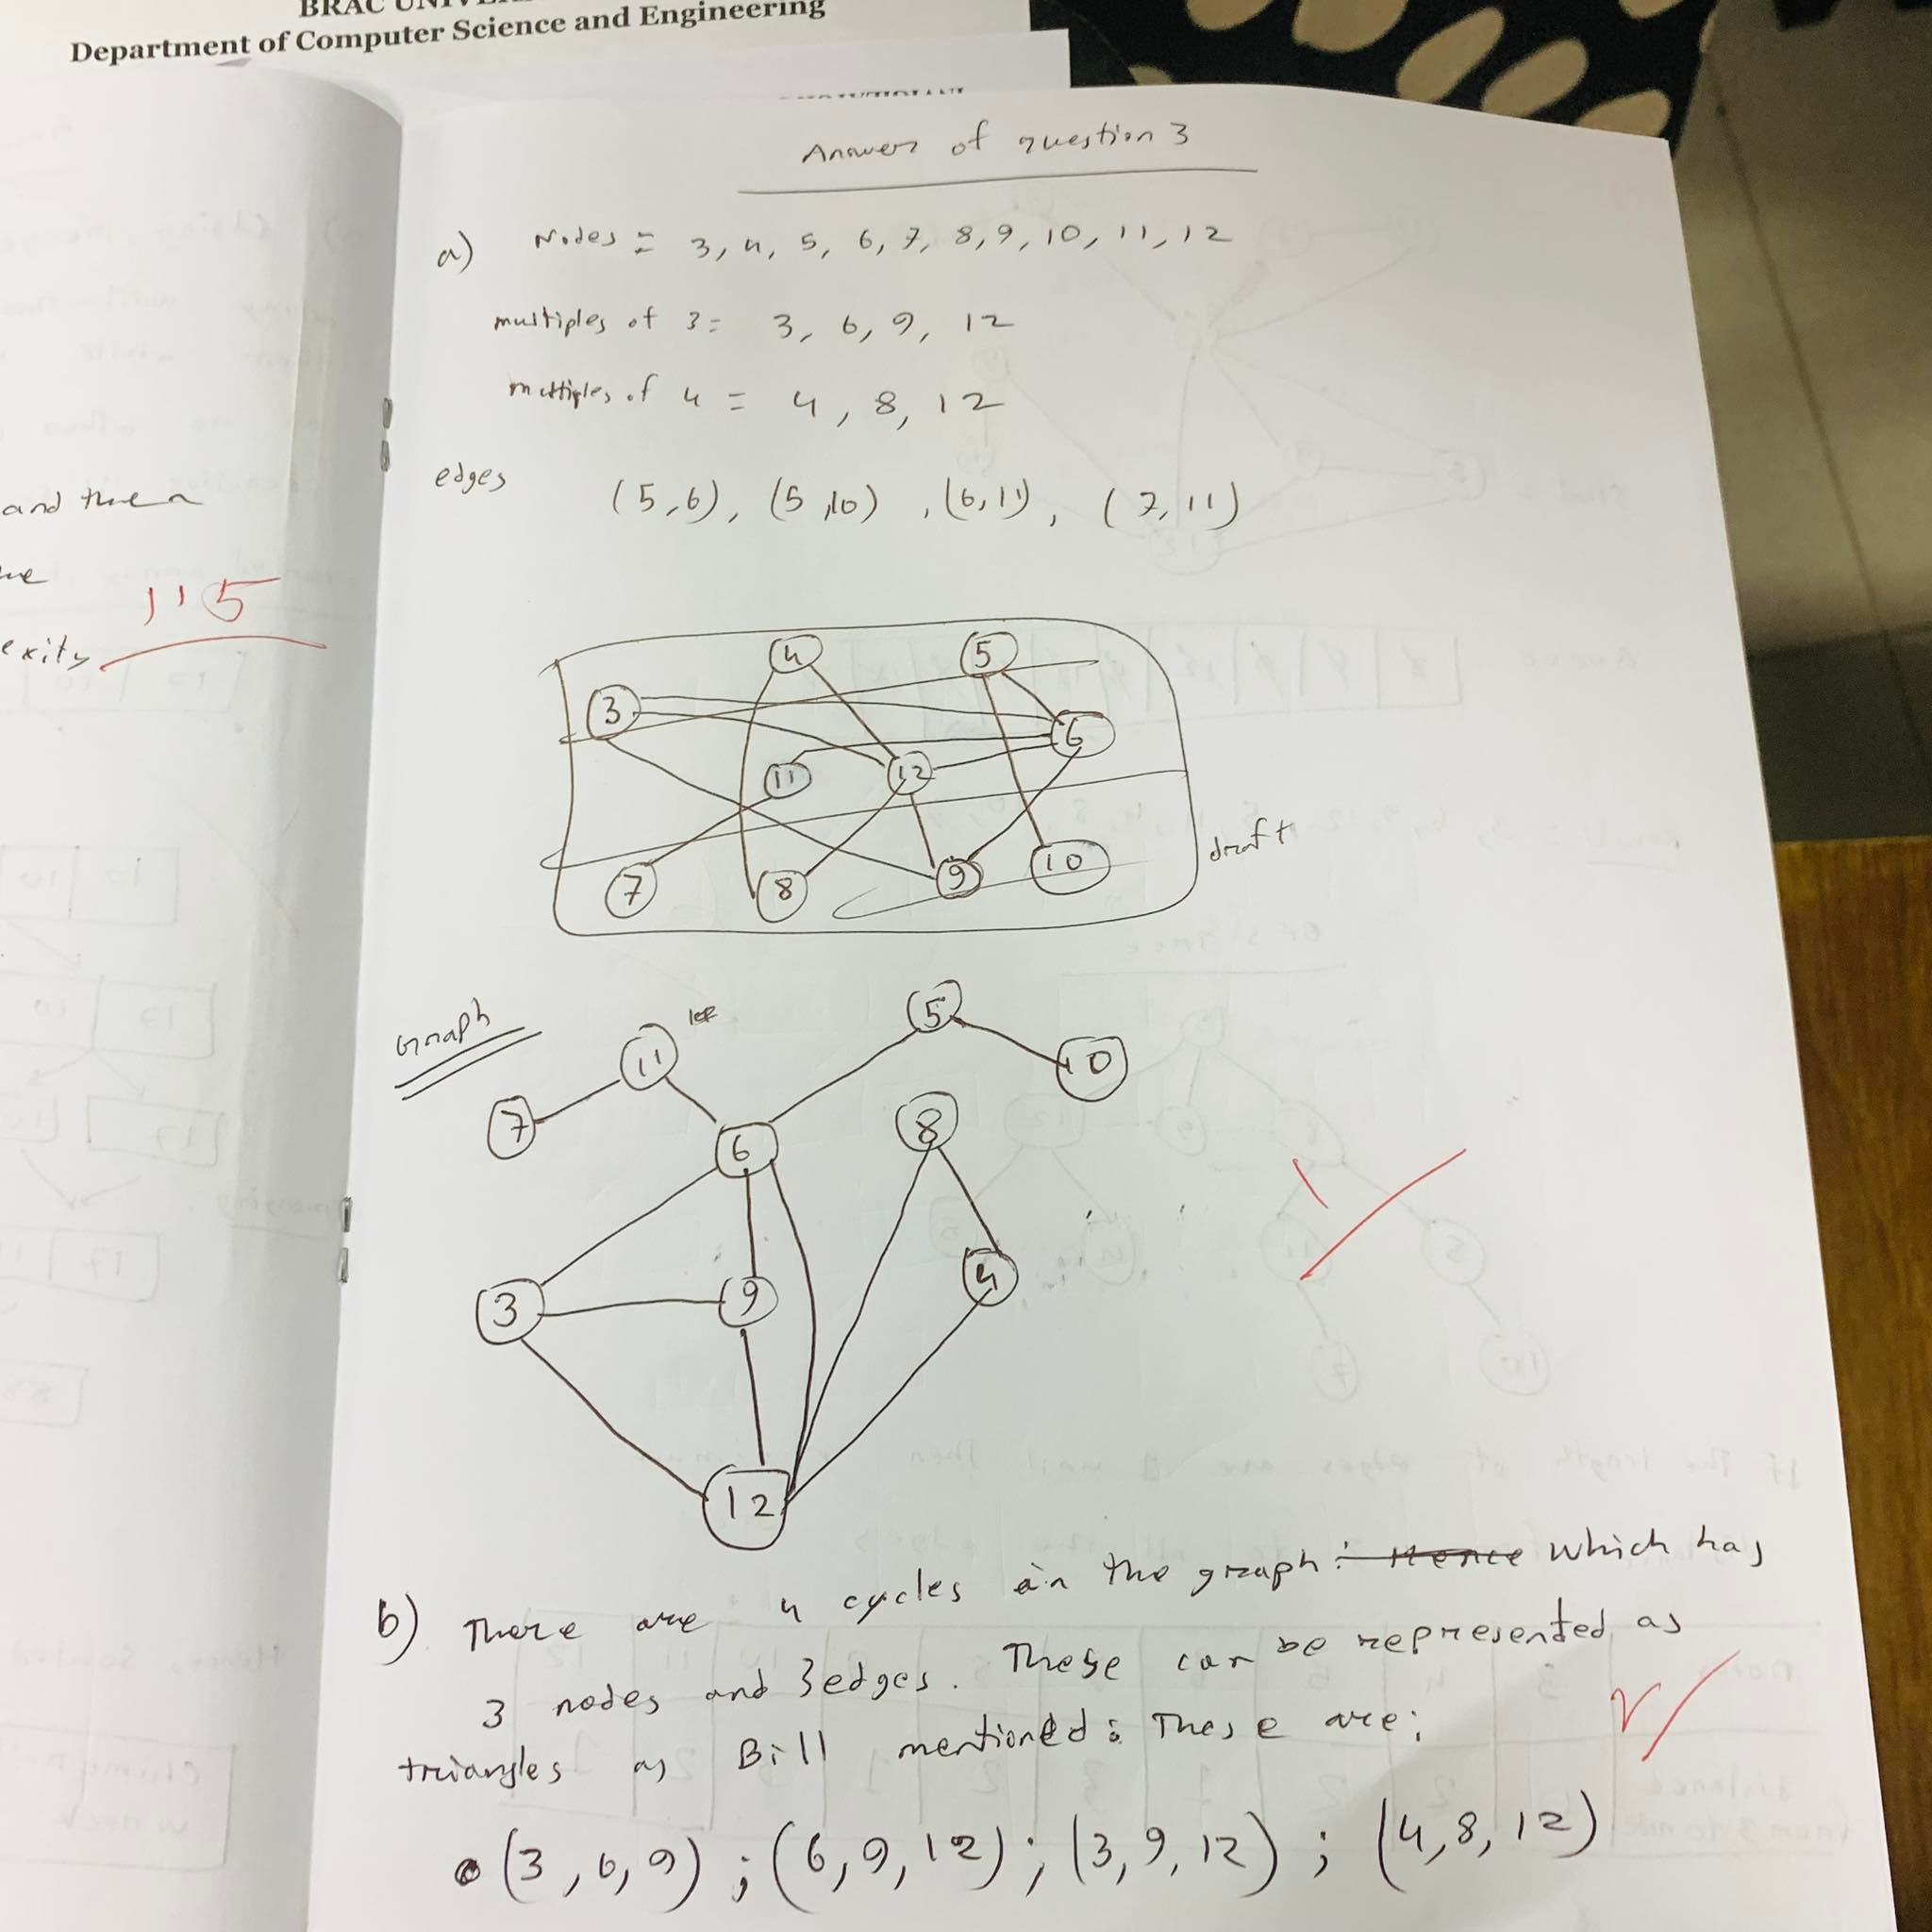 Department of Computer Science and Engineering
Answer of question 3
a) Nodes = 3, 4, 5, 6, 7, 8, 9, 10, 11, 12
multiples of 3 = 3, 6, 9, 12
multiples of 4 = 4, 8, 12
edges (5,6), (5,10), (6,11), (7,11)
and then
1.5
exity
4
5
3
6
11
12
7
8
9
10
draft
Graph
5
11
10
7
8
6
4
3
9
12
b) There are 4 cycles in the graph: Hence which has
3 nodes and 3 edges. These can be represented as
triangles as Bill mentioned: These are:
(3, 6, 9); (6, 9, 12); (3, 9, 12); (4, 8, 12)